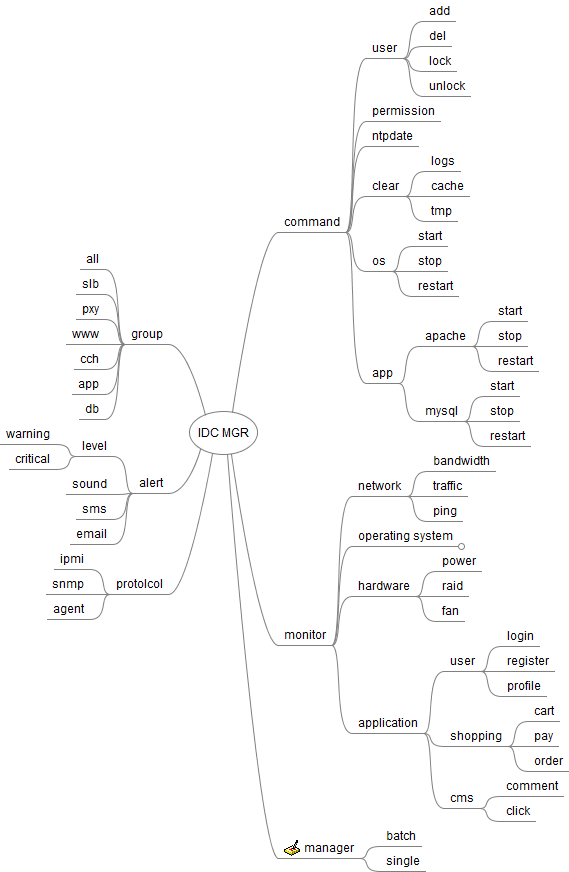 IDC MGR
command
user
add
del
lock
unlock
permission
ntpdate
clear
logs
cache
tmp
os
start
stop
restart
app
apache
start
stop
restart
mysql
start
stop
restart
monitor
network
bandwidth
traffic
ping
operating system
hardware
power
raid
fan
application
user
login
register
profile
shopping
cart
pay
order
cms
comment
click
manager
batch
single
group
all
slb
pxy
www
cch
app
db
alert
level
warning
critical
sound
sms
email
protolcol
ipmi
snmp
agent